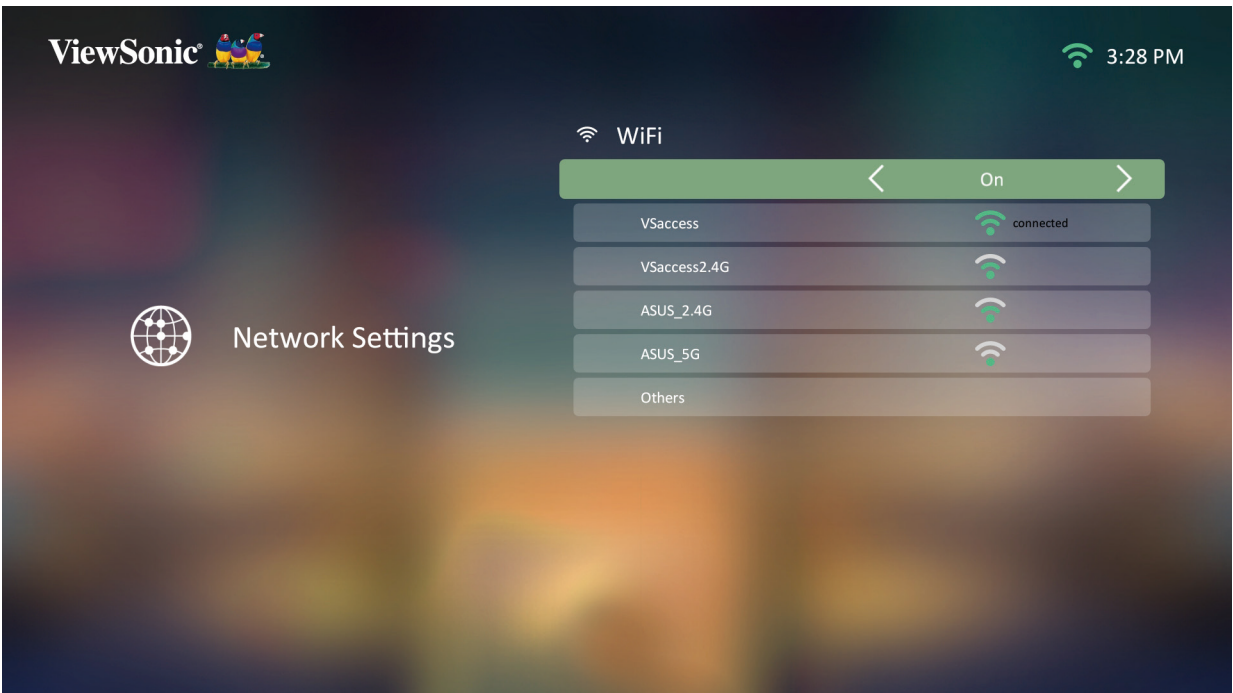 ViewSonic®
3:28 PM
WiFi
On
VSaccess connected
VSaccess2.4G
ASUS_2.4G
Network Settings
ASUS_5G
Others